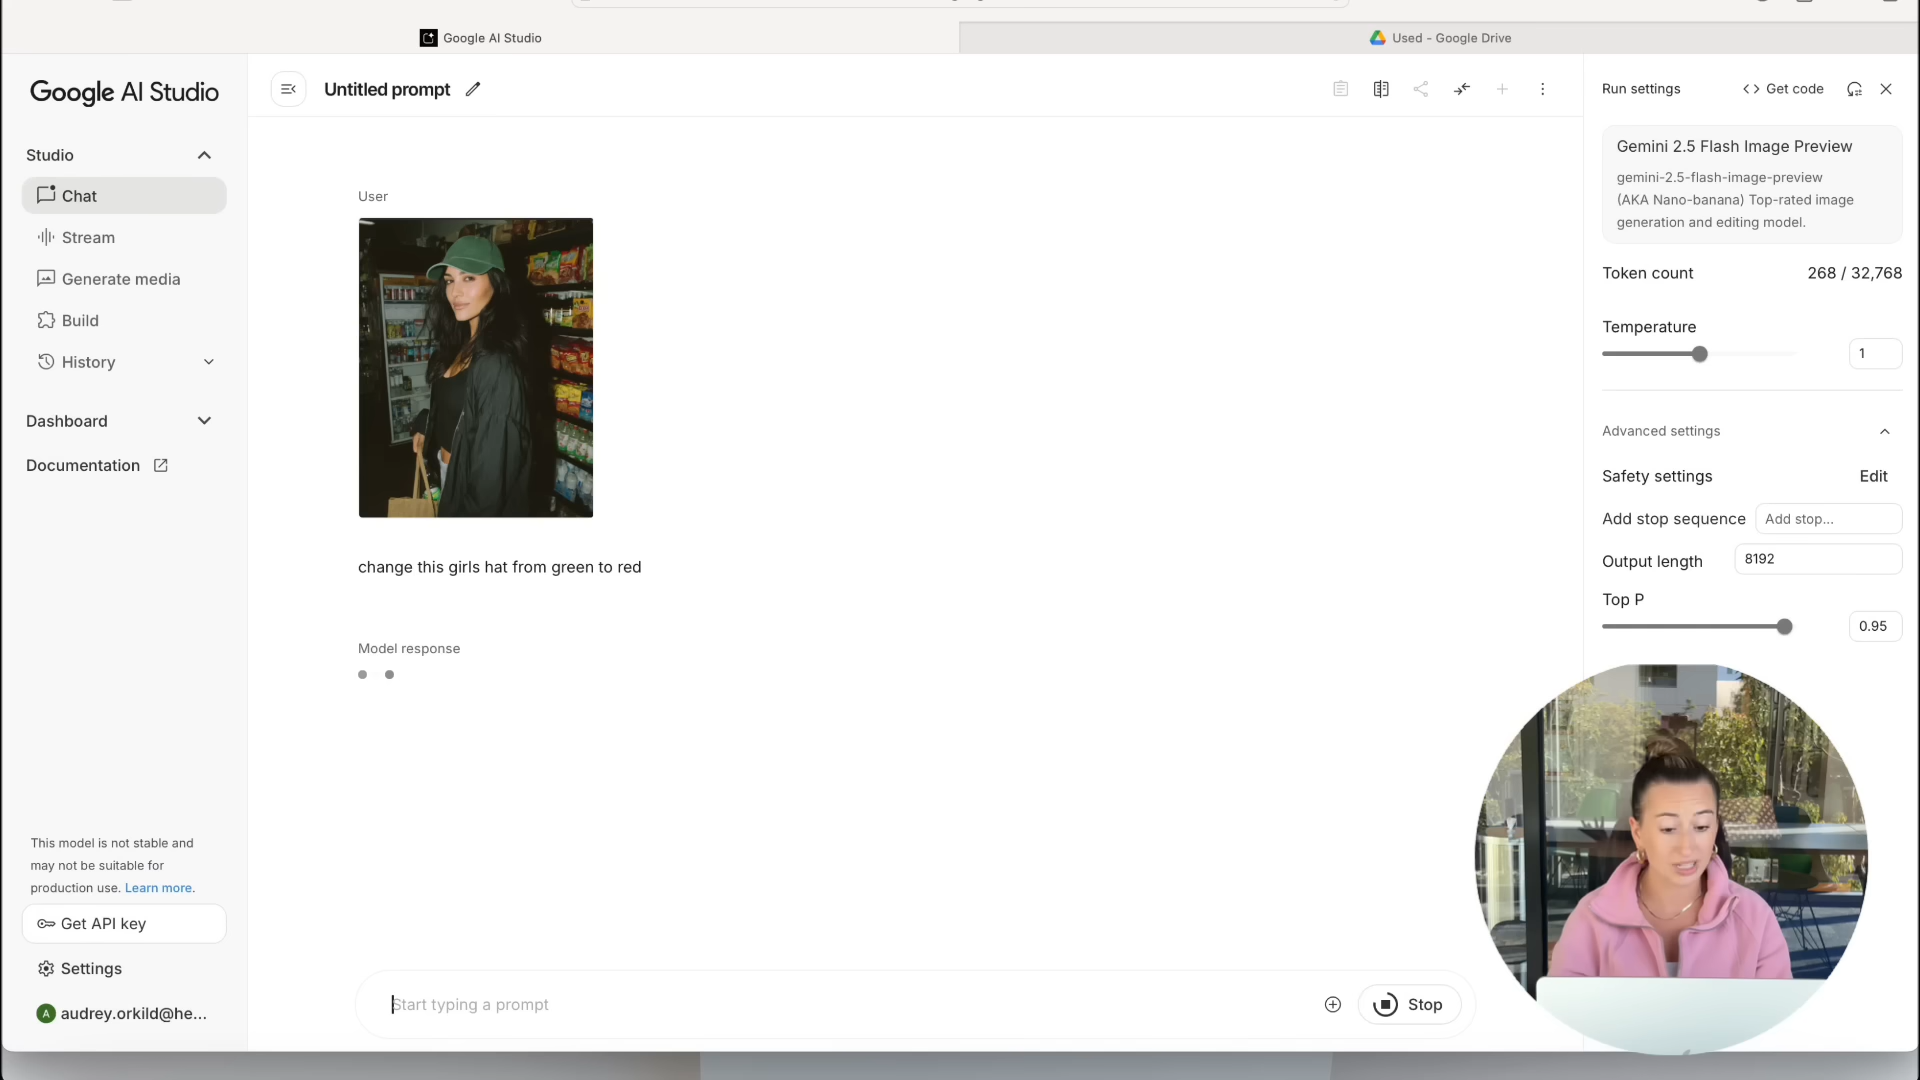 Google AI Studio
Used - Google Drive
Google AI Studio
Studio
Chat
Stream
Generate media
Build
History
Dashboard
Documentation
This model is not stable and
may not be suitable for
production use. Learn more.
Get API key
Settings
A
audrey.orkild@he...
Untitled prompt
User
change this girls hat from green to red
Model response
Start typing a prompt
Stop
Run settings
Get code
Gemini 2.5 Flash Image Preview
gemini-2.5-flash-image-preview
(AKA Nano-banana) Top-rated image
generation and editing model.
Token count
268 / 32,768
Temperature
1
Advanced settings
Safety settings
Edit
Add stop sequence
Add stop...
Output length
8192
Top P
0.95